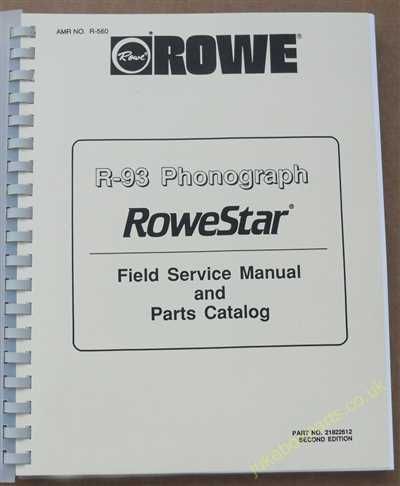 AMR NO. R-560
Rowe ® ROWE®
R-93 Phonograph
RoweStar®
Field Service Manual
and
Parts Catalog
PART NO. 21822612
SECOND EDITION
jukeboxparts.co.uk